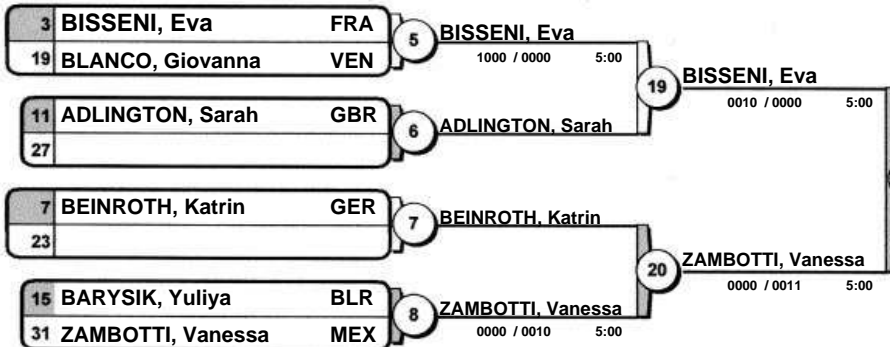 3 BISSENI, Eva FRA
19 BLANCO, Giovanna VEN
5
BISSENI, Eva
1000 / 0000 5:00
11 ADLINGTON, Sarah GBR
27
6
ADLINGTON, Sarah
19
BISSENI, Eva
0010 / 0000 5:00
7 BEINROTH, Katrin GER
23
7
BEINROTH, Katrin
15 BARYSIK, Yuliya BLR
31 ZAMBOTTI, Vanessa MEX
8
ZAMBOTTI, Vanessa
0000 / 0010 5:00
20
ZAMBOTTI, Vanessa
0000 / 0011 5:00